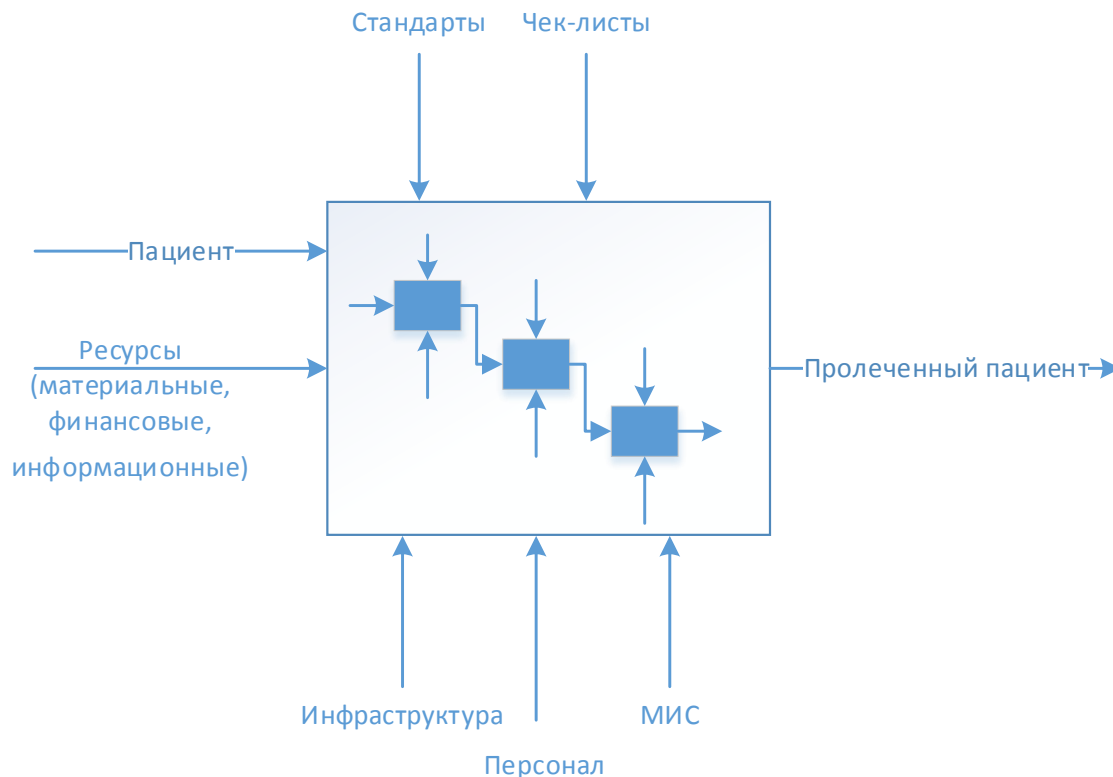 Стандарты
Чек-листы
Пациент
Ресурсы
(материальные,
финансовые,
информационные)
Пролеченный пациент
Инфраструктура
МИС
Персонал